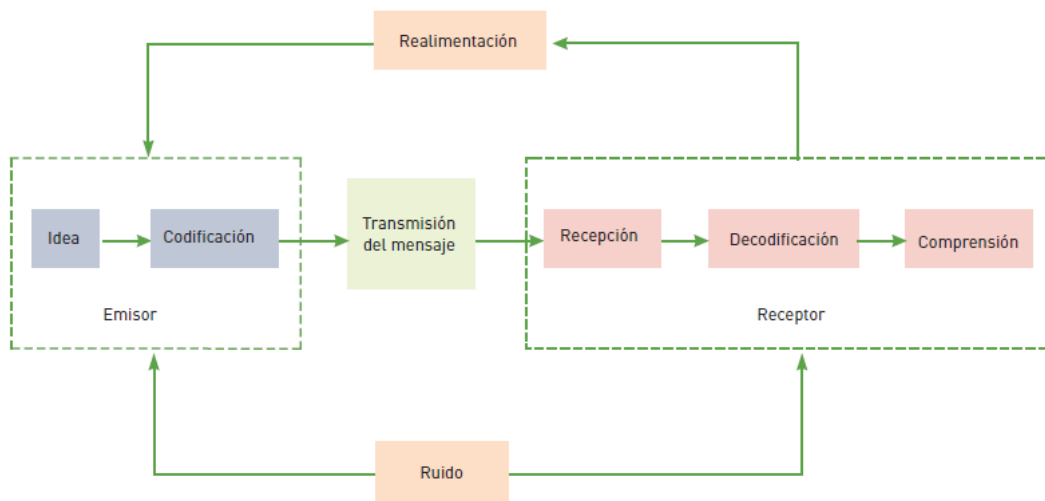 Realimentación
Idea
Codificación
Transmisión
del mensaje
Recepción
Decodificación
Comprensión
Emisor
Receptor
Ruido